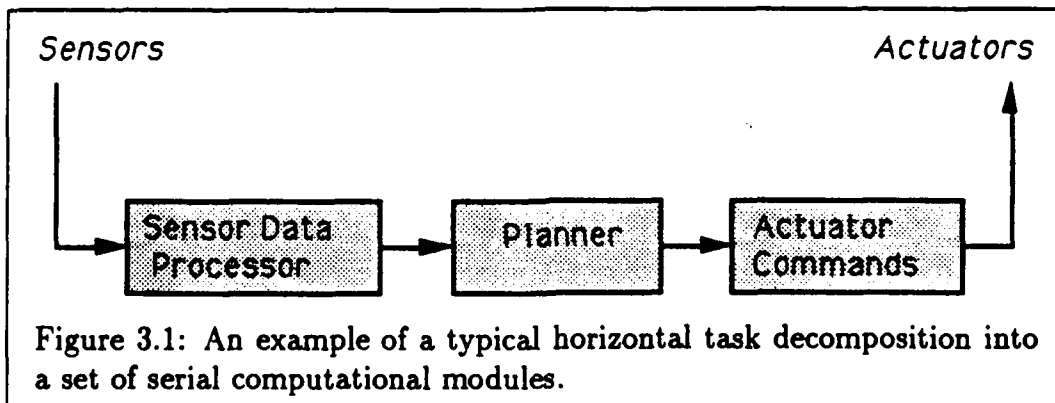 Sensors
Actuators
Sensor Data
Processor
Planner
Actuator
Commands
Figure 3.1: An example of a typical horizontal task decomposition into
a set of serial computational modules.